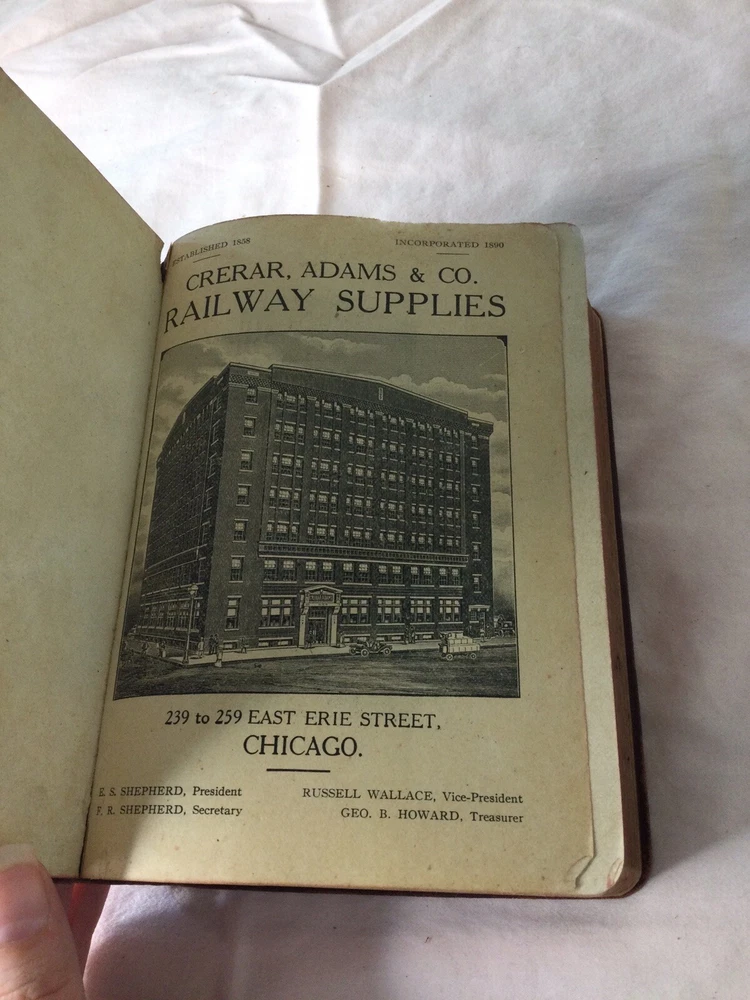 ESTABLISHED 1858 INCORPORATED 1890
CRERAR, ADAMS & CO.
RAILWAY SUPPLIES
239 to 259 EAST ERIE STREET,
CHICAGO.
E. S. SHEPHERD, President RUSSELL WALLACE, Vice-President
F. R. SHEPHERD, Secretary GEO. B. HOWARD, Treasurer